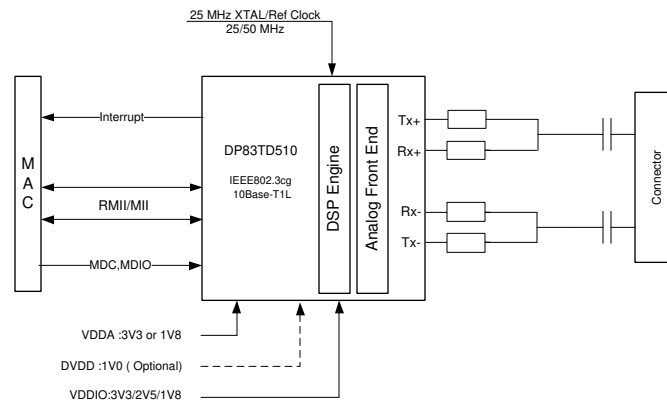 25 MHz XTAL/Ref Clock
25/50 MHz
MAC
Interrupt
RMII/MII
MDC,MDIO
DP83TD510
IEEE802.3cg
10Base-T1L
DSP Engine
Analog Front End
Tx+
Rx+
Rx-
Tx-
Connector
VDDA :3V3 or 1V8
DVDD :1V0 ( Optional)
VDDIO:3V3/2V5/1V8